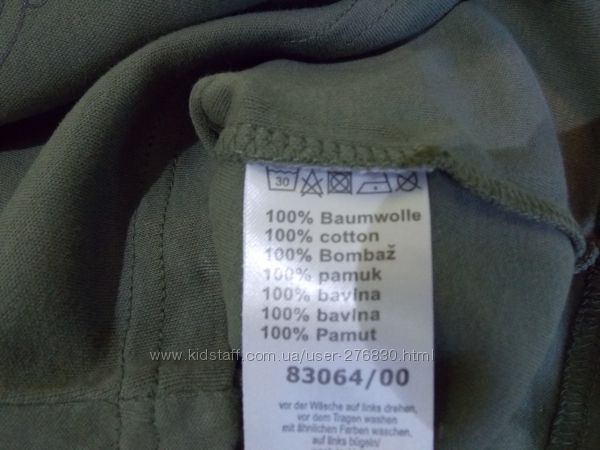 30
100% Baumwolle
100% cotton
100% Bombaž
100% pamuk
100% bavlna
100% bavlna
100% Pamut
www.kidstaff.com.ua/user-276830.html
83064/00
vor der Wäsche auf links drehen,
vor dem Tragen waschen
mit ähnlichen Farben waschen,
auf links bügeln/